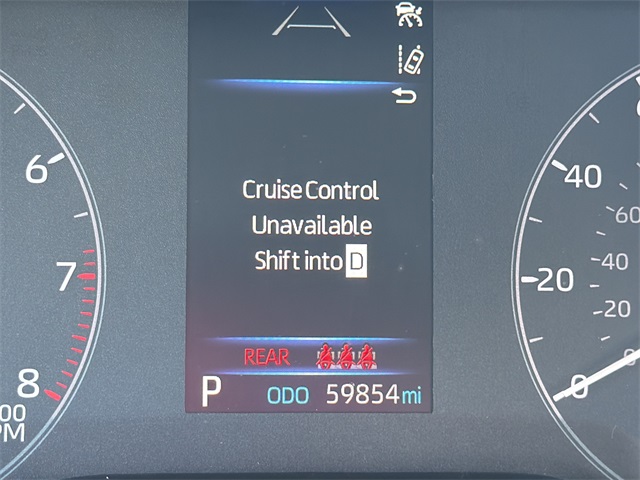 Cruise Control
Unavailable
Shift into D
REAR
P ODO 59854 mi
6
7
8
00
PM
40
20
0
60
40
20